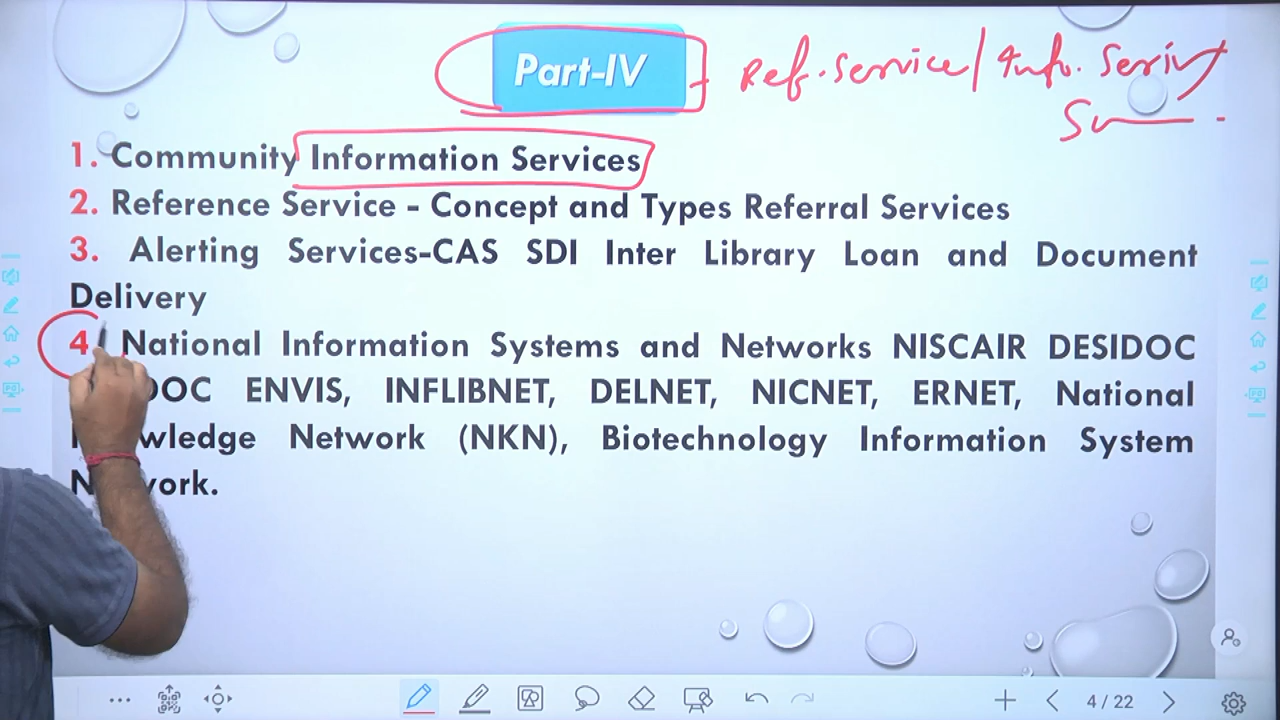 Part-IV
Ref. Service / Info. Service
1. Community Information Services
2. Reference Service - Concept and Types Referral Services
3. Alerting Services-CAS SDI Inter Library Loan and Document
Delivery
4. National Information Systems and Networks NISCAIR DESIDOC
ENVIS, INFLIBNET, DELNET, NICNET, ERNET, National
Network (NKN), Biotechnology Information System
4 / 22